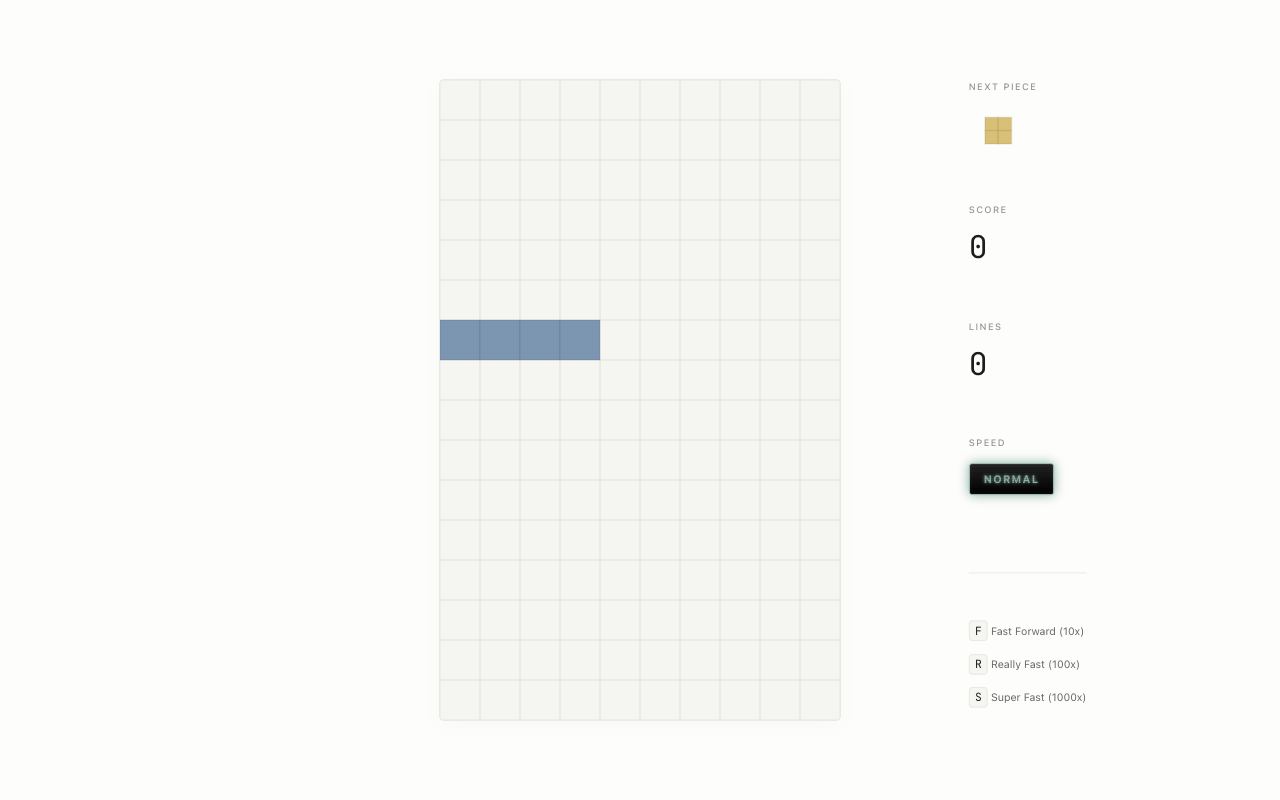 NEXT PIECE
SCORE
0
LINES
0
SPEED
NORMAL
F Fast Forward (10x)
R Really Fast (100x)
S Super Fast (1000x)